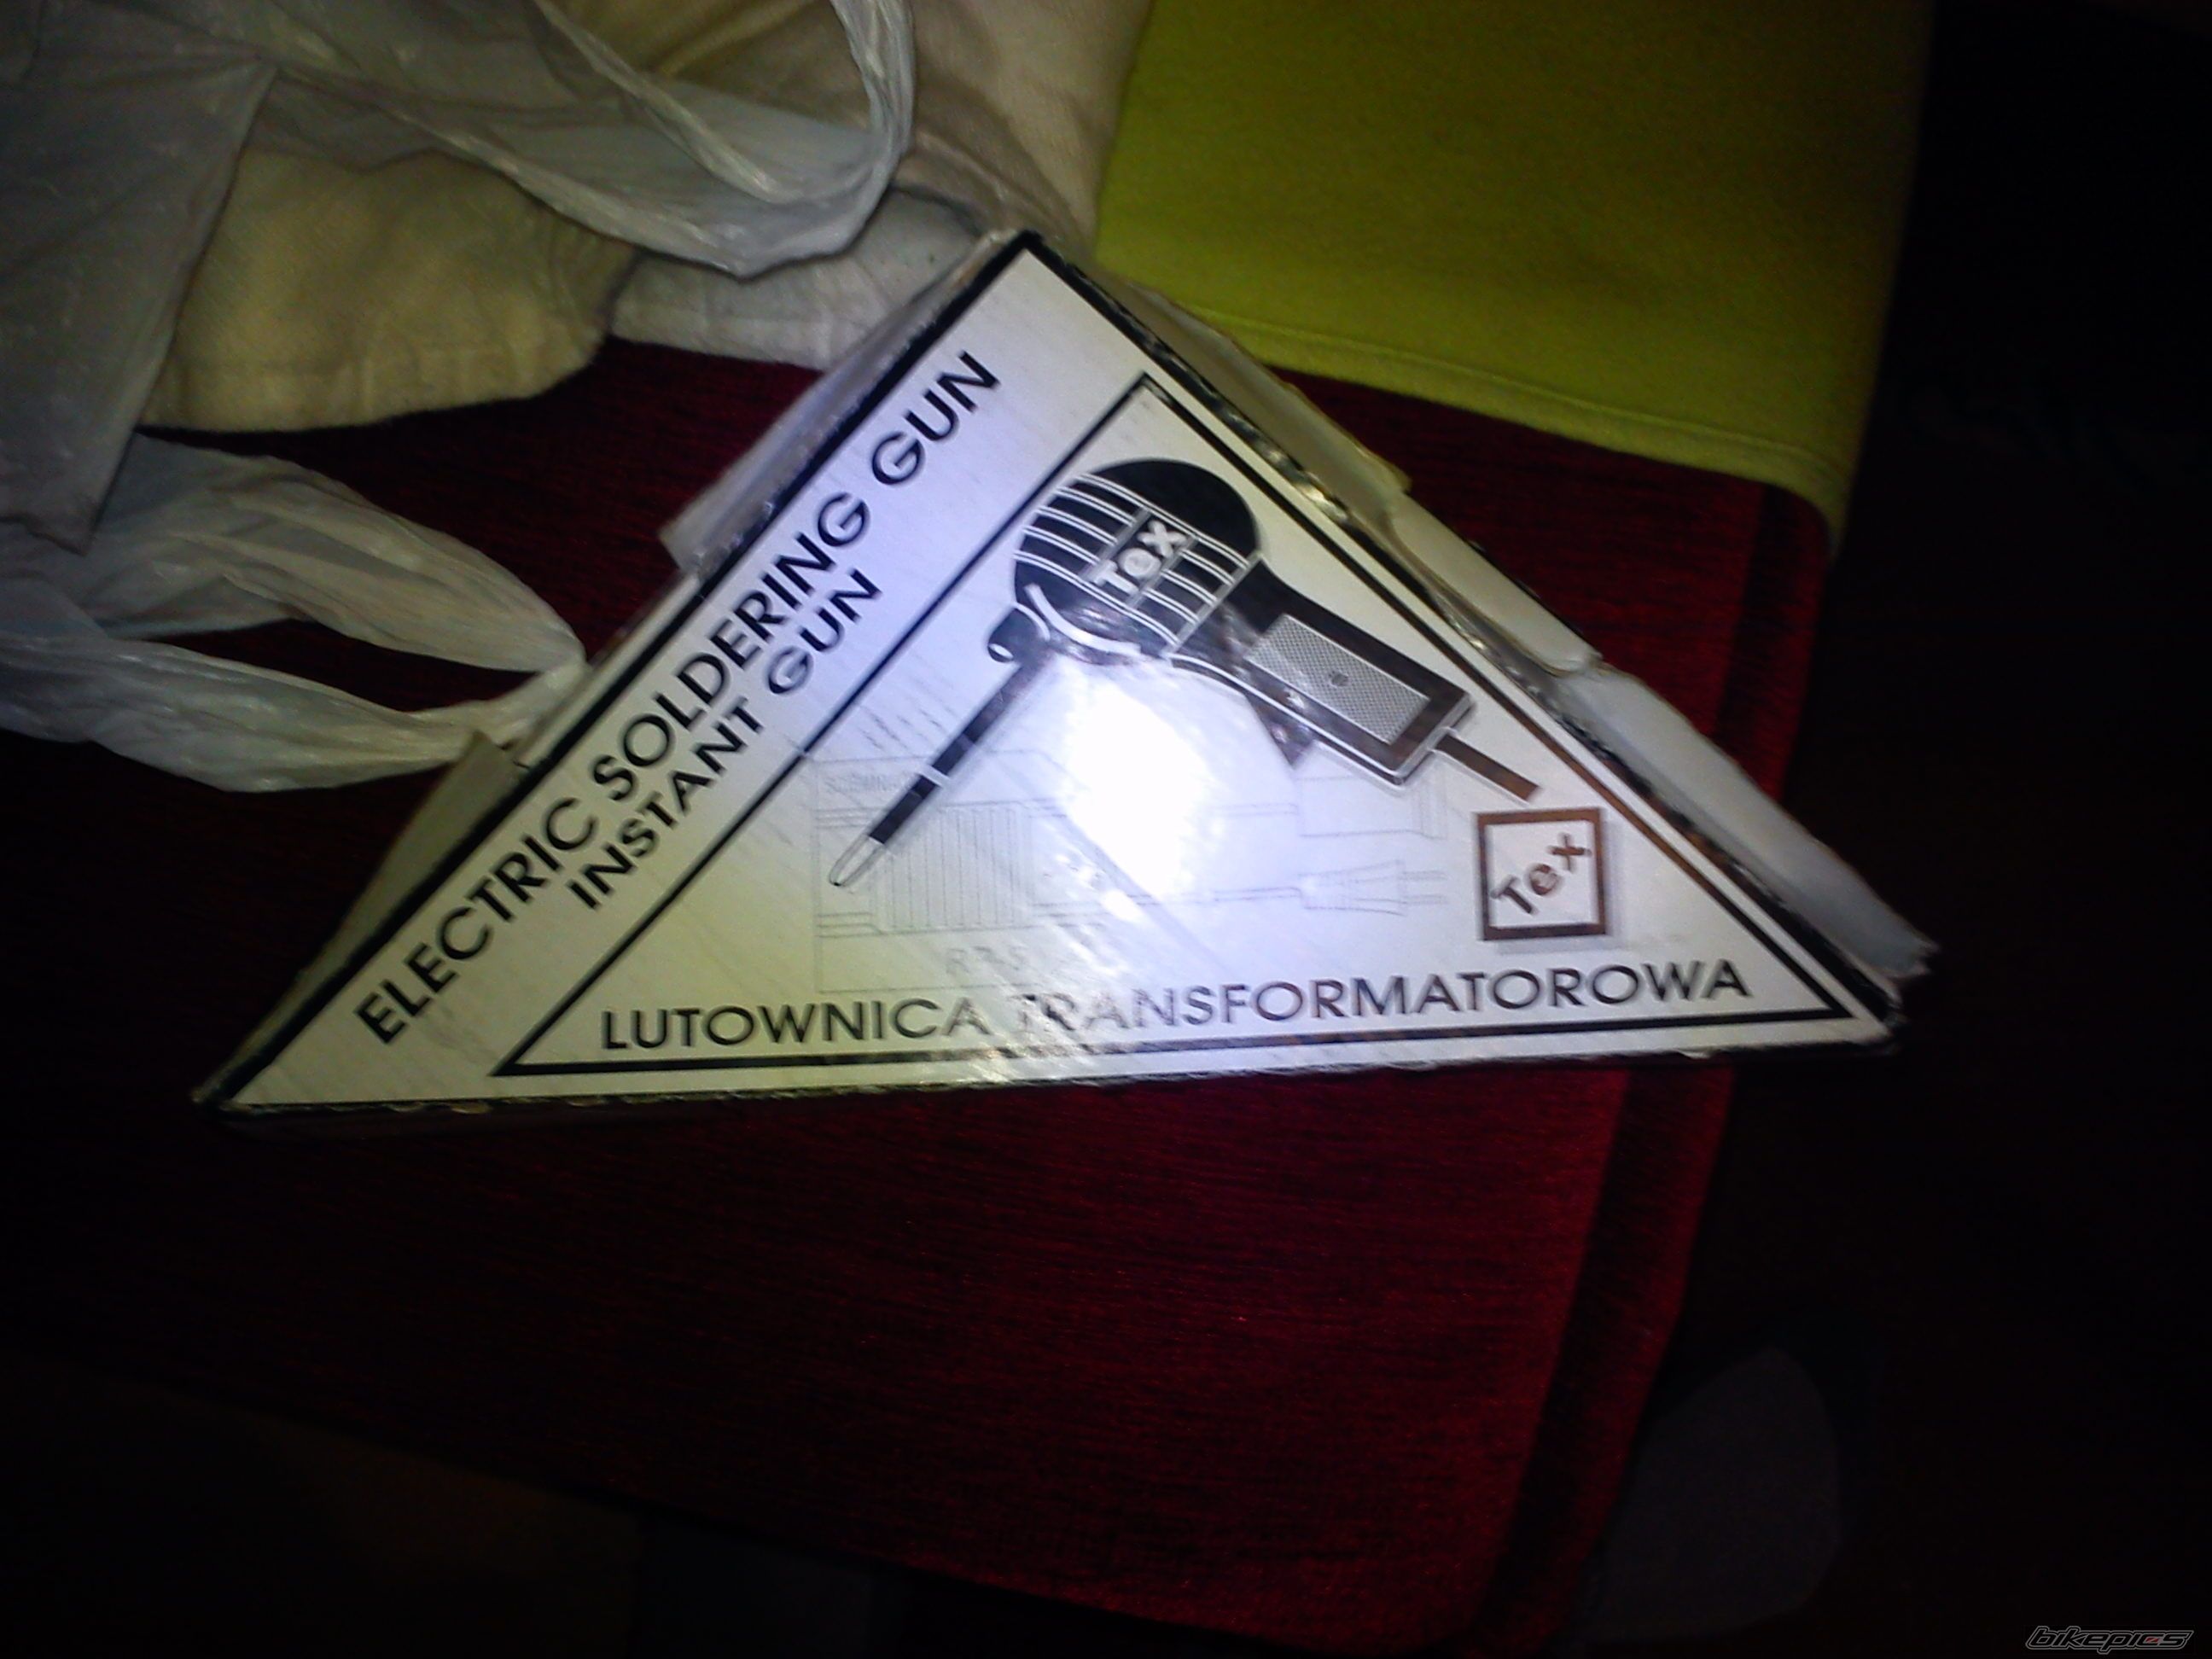 ELECTRIC SOLDERING GUN
INSTANT GUN
Tex
Tex
LUTOWNICA TRANSFORMATOROWA
bikepics